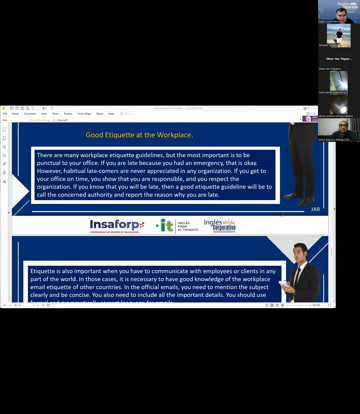 Good Etiquette at the Workplace.
There are many workplace etiquette guidelines, but the most important is to be
punctual to your office. If you are late because you had an emergency, that is okay.
However, habitual late-comers are never appreciated in any organization. If you get to
your office on time, you show that you are responsible, and you respect the
organization. If you know that you will be late, then a good etiquette guideline will be to
call the concerned authority and report the reason why you are late.
JAR
Insaforp
it
INGLÉS
PARA
EL TRABAJO
Inglés
Corporativo
Etiquette is also important when you have to communicate with employees or clients in any
part of the world. In those cases, it is necessary to have good knowledge of the workplace
email etiquette of other countries. In the official emails, you need to mention the subject
clearly and be concise. You also need to include all the important details. You should use